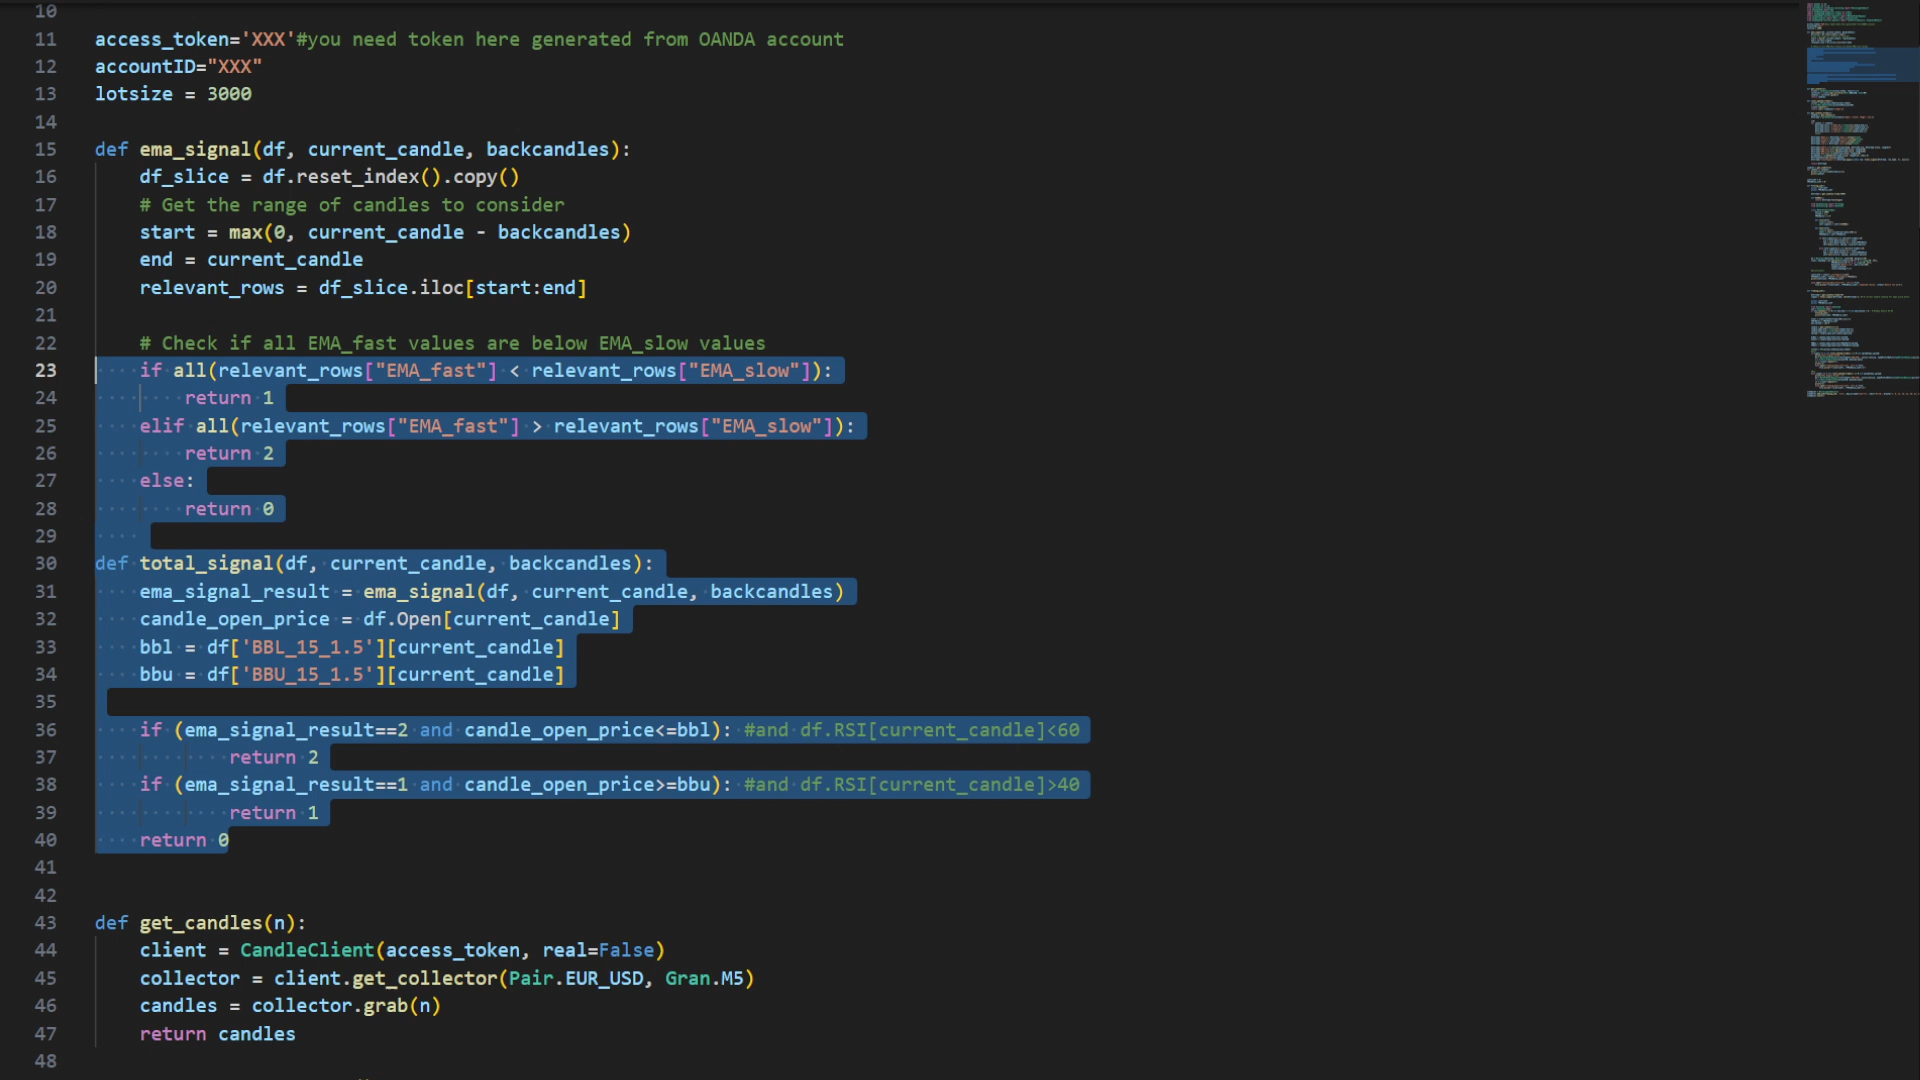 10
11 access_token='XXX'#you need token here generated from OANDA account
12 accountID="XXX"
13 lotsize = 3000
14
15 def ema_signal(df, current_candle, backcandles):
16     df_slice = df.reset_index().copy()
17     # Get the range of candles to consider
18     start = max(0, current_candle - backcandles)
19     end = current_candle
20     relevant_rows = df_slice.iloc[start:end]
21
22     # Check if all EMA_fast values are below EMA_slow values
23     if all(relevant_rows["EMA_fast"] < relevant_rows["EMA_slow"]):
24         return 1
25     elif all(relevant_rows["EMA_fast"] > relevant_rows["EMA_slow"]):
26         return 2
27     else:
28         return 0
29
30 def total_signal(df, current_candle, backcandles):
31     ema_signal_result = ema_signal(df, current_candle, backcandles)
32     candle_open_price = df.Open[current_candle]
33     bbl = df['BBL_15_1.5'][current_candle]
34     bbu = df['BBU_15_1.5'][current_candle]
35
36     if (ema_signal_result==2 and candle_open_price<=bbl): #and df.RSI[current_candle]<60
37             return 2
38     if (ema_signal_result==1 and candle_open_price>=bbu): #and df.RSI[current_candle]>40
39             return 1
40     return 0
41
42
43 def get_candles(n):
44     client = CandleClient(access_token, real=False)
45     collector = client.get_collector(Pair.EUR_USD, Gran.M5)
46     candles = collector.grab(n)
47     return candles
48